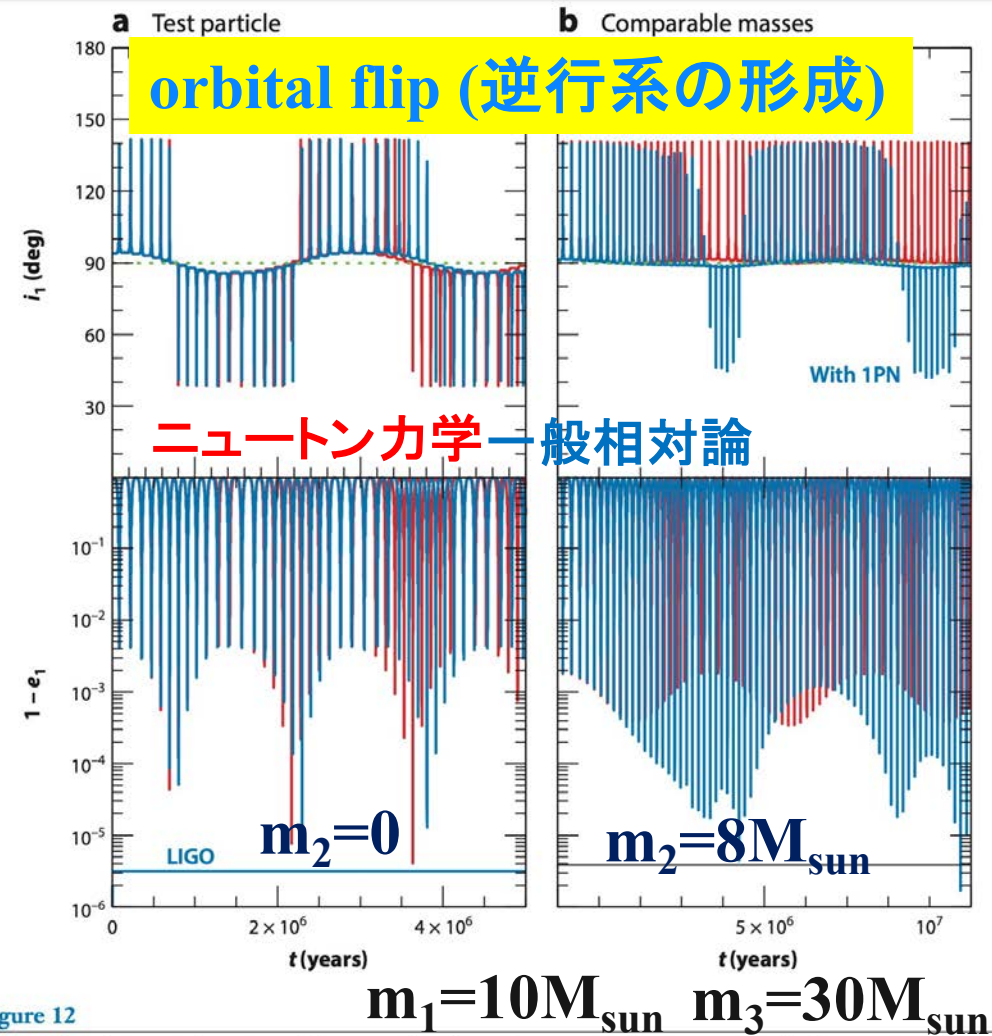 a Test particle
b Comparable masses
orbital flip (逆行系の形成)
180
150
120
90
60
30
i₁ (deg)
With 1PN
ニュートン力学 一般相対論
10⁻¹
10⁻²
10⁻³
10⁻⁴
10⁻⁵
10⁻⁶
1 – e₁
LIGO
m₂=0
m₂=8Msun
0
2 × 10⁶
4 × 10⁶
5 × 10⁶
10⁷
t (years)
t (years)
m₁=10Msun m₃=30Msun
gure 12